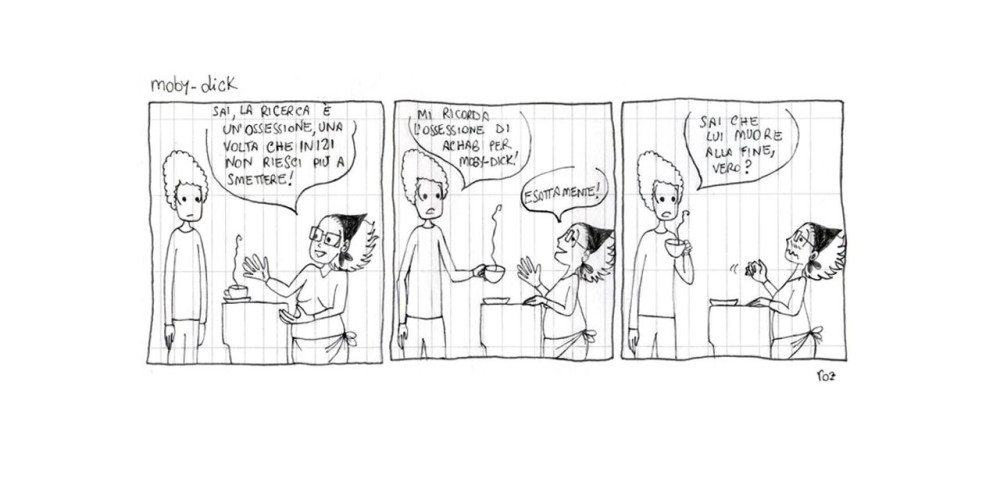 moby-dick
SAI, LA RICERCA È
UN'OSSESSIONE, UNA
VOLTA CHE INIZI
NON RIESCI PIÙ A
SMETTERE!
MI RICORDA
L'OSSESSIONE DI
ACHAB PER
MOBY-DICK!
ESATTAMENTE!
SAI CHE
LUI MUORE
ALLA FINE,
VERO?
roz